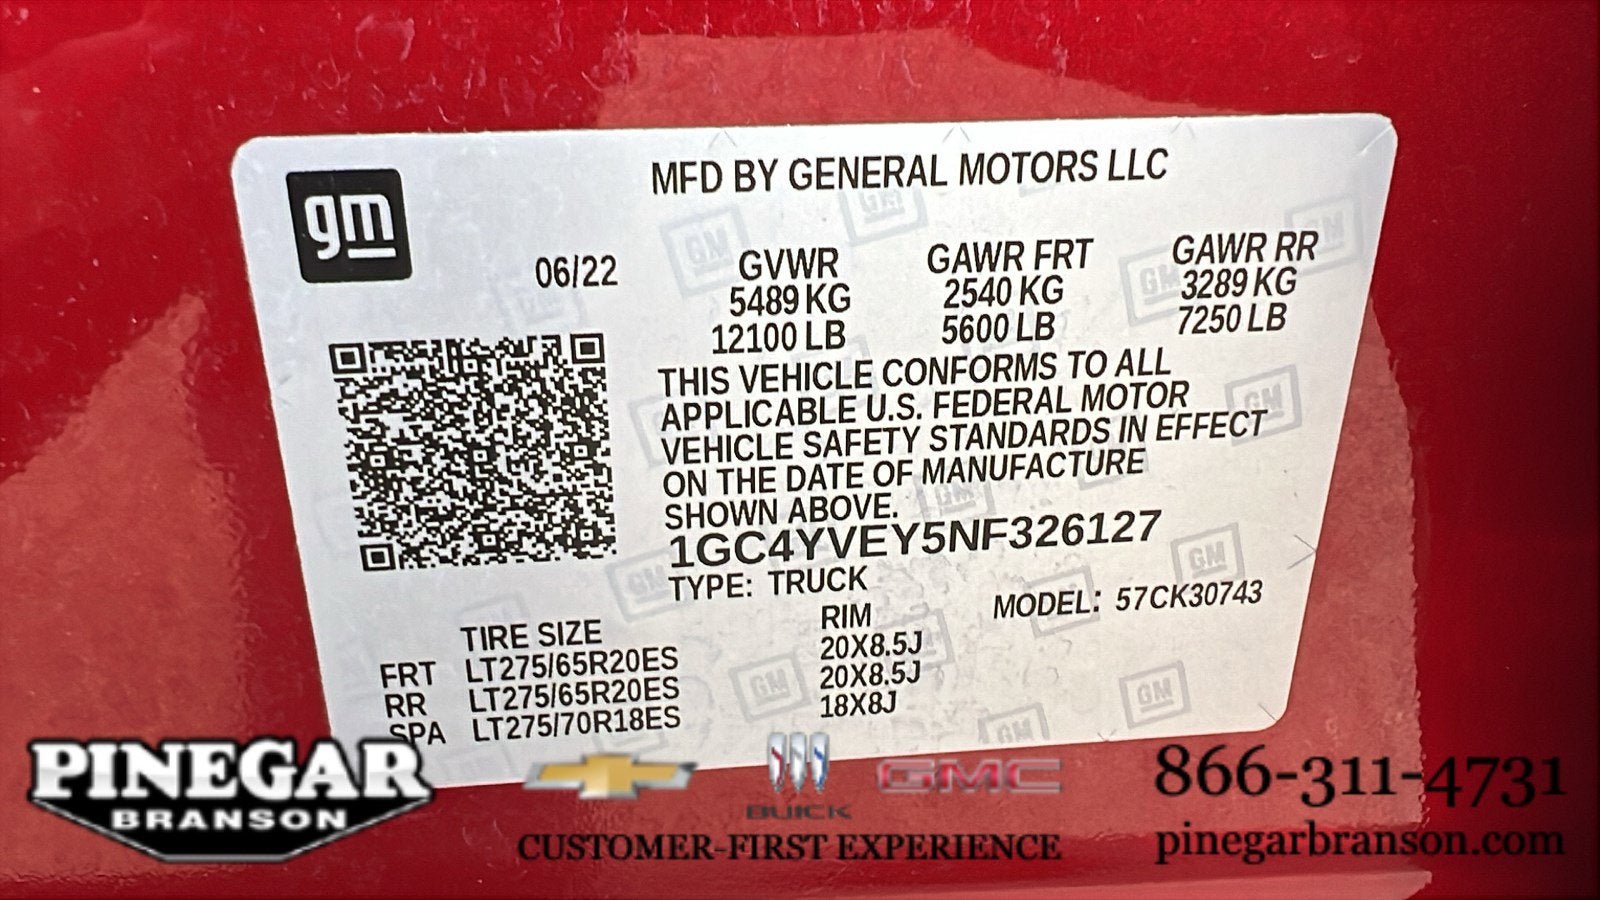 MFD BY GENERAL MOTORS LLC
gm
06/22
GVWR GAWR FRT GAWR RR
5489 KG 2540 KG 3289 KG
12100 LB 5600 LB 7250 LB
THIS VEHICLE CONFORMS TO ALL
APPLICABLE U.S. FEDERAL MOTOR
VEHICLE SAFETY STANDARDS IN EFFECT
ON THE DATE OF MANUFACTURE
SHOWN ABOVE.
1GC4YVEY5NF326127
TYPE: TRUCK
MODEL: 57CK30743
TIRE SIZE RIM
FRT LT275/65R20ES 20X8.5J
RR LT275/65R20ES 20X8.5J
SPA LT275/70R18ES 18X8J
PINEGAR
BRANSON
BUICK
GMC
CUSTOMER-FIRST EXPERIENCE
866-311-4731
pinegarbranson.com